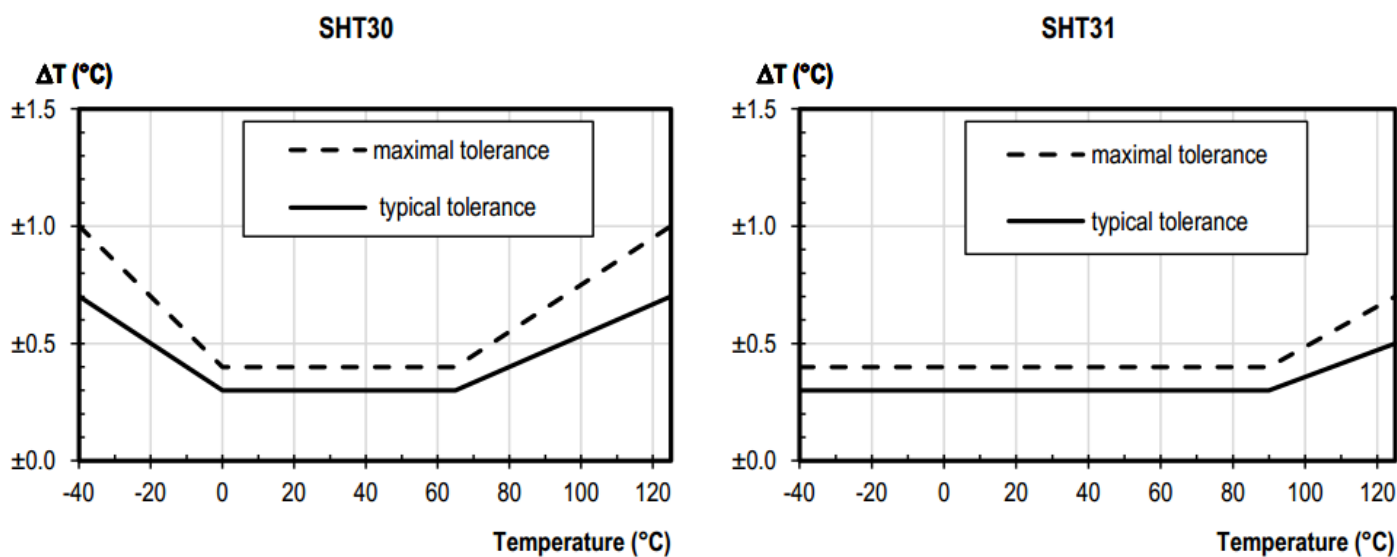 SHT30
ΔT (°C)
±1.5
±1.0
±0.5
±0.0
maximal tolerance
typical tolerance
-40 -20 0 20 40 60 80 100 120
Temperature (°C)
SHT31
ΔT (°C)
±1.5
±1.0
±0.5
±0.0
maximal tolerance
typical tolerance
-40 -20 0 20 40 60 80 100 120
Temperature (°C)